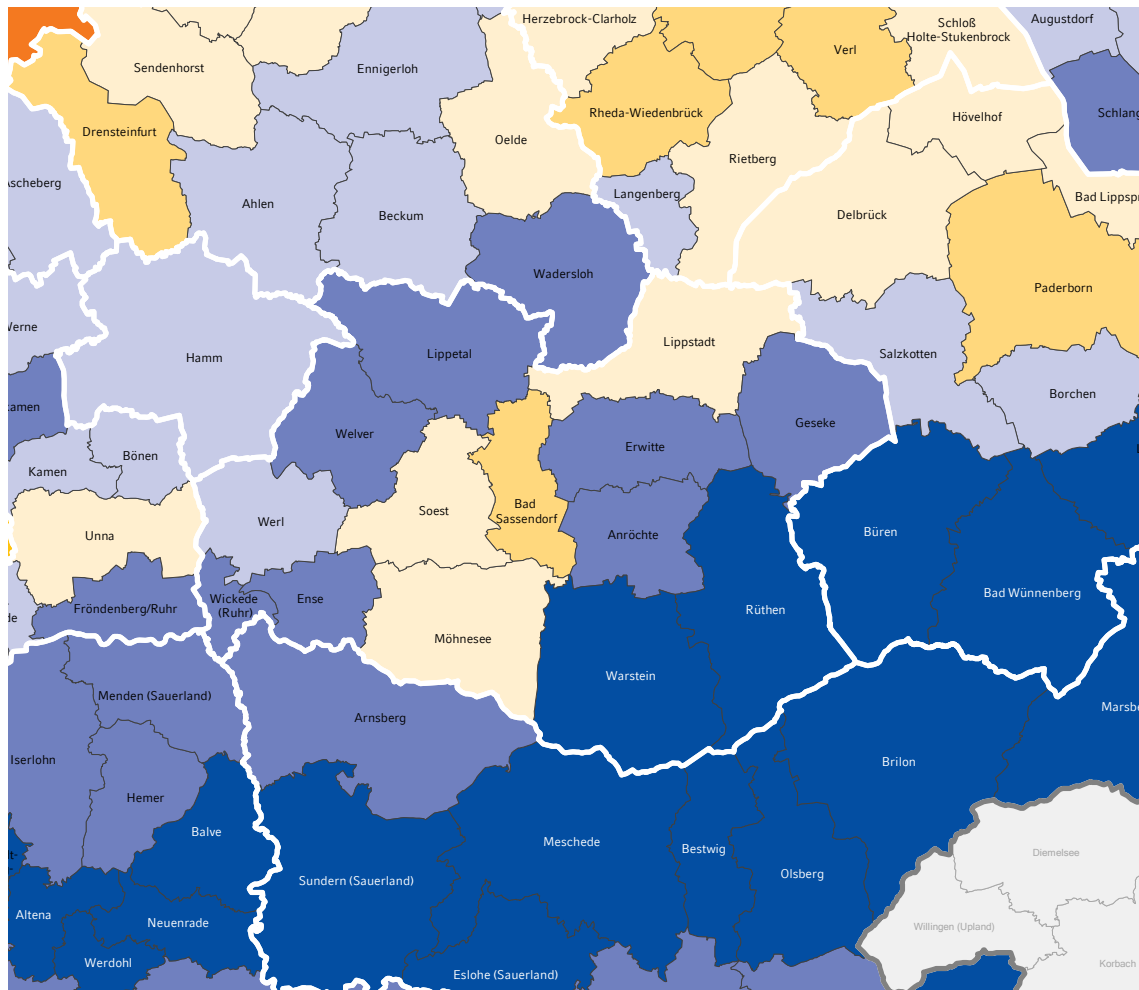 Herzebrock-Clarholz
Augustdorf
Schloß
Holte-Stukenbrock
Verl
Sendenhorst
Ennigerloh
Rheda-Wiedenbrück
Schlang
Hövelhof
Drensteinfurt
Oelde
Rietberg
Ascheberg
Langenberg
Bad Lippspr
Ahlen
Beckum
Delbrück
Wadersloh
Paderborn
Werne
Lippstadt
Hamm
Lippetal
Salzkotten
Borchen
kamen
Geseke
Welver
Erwitte
Bönen
Kamen
Bad
Sassendorf
Soest
Werl
Unna
Anröchte
Büren
Bad Wünnenberg
Wickede
(Ruhr)
Ense
Fröndenberg/Ruhr
Rüthen
de
Möhnesee
Warstein
Menden (Sauerland)
Marsbe
Arnsberg
Iserlohn
Brilon
Hemer
Balve
Meschede
Bestwig
Diemelsee
Olsberg
Sundern (Sauerland)
Altena
Neuenrade
Willingen (Upland)
Werdohl
Korbach
Eslohe (Sauerland)